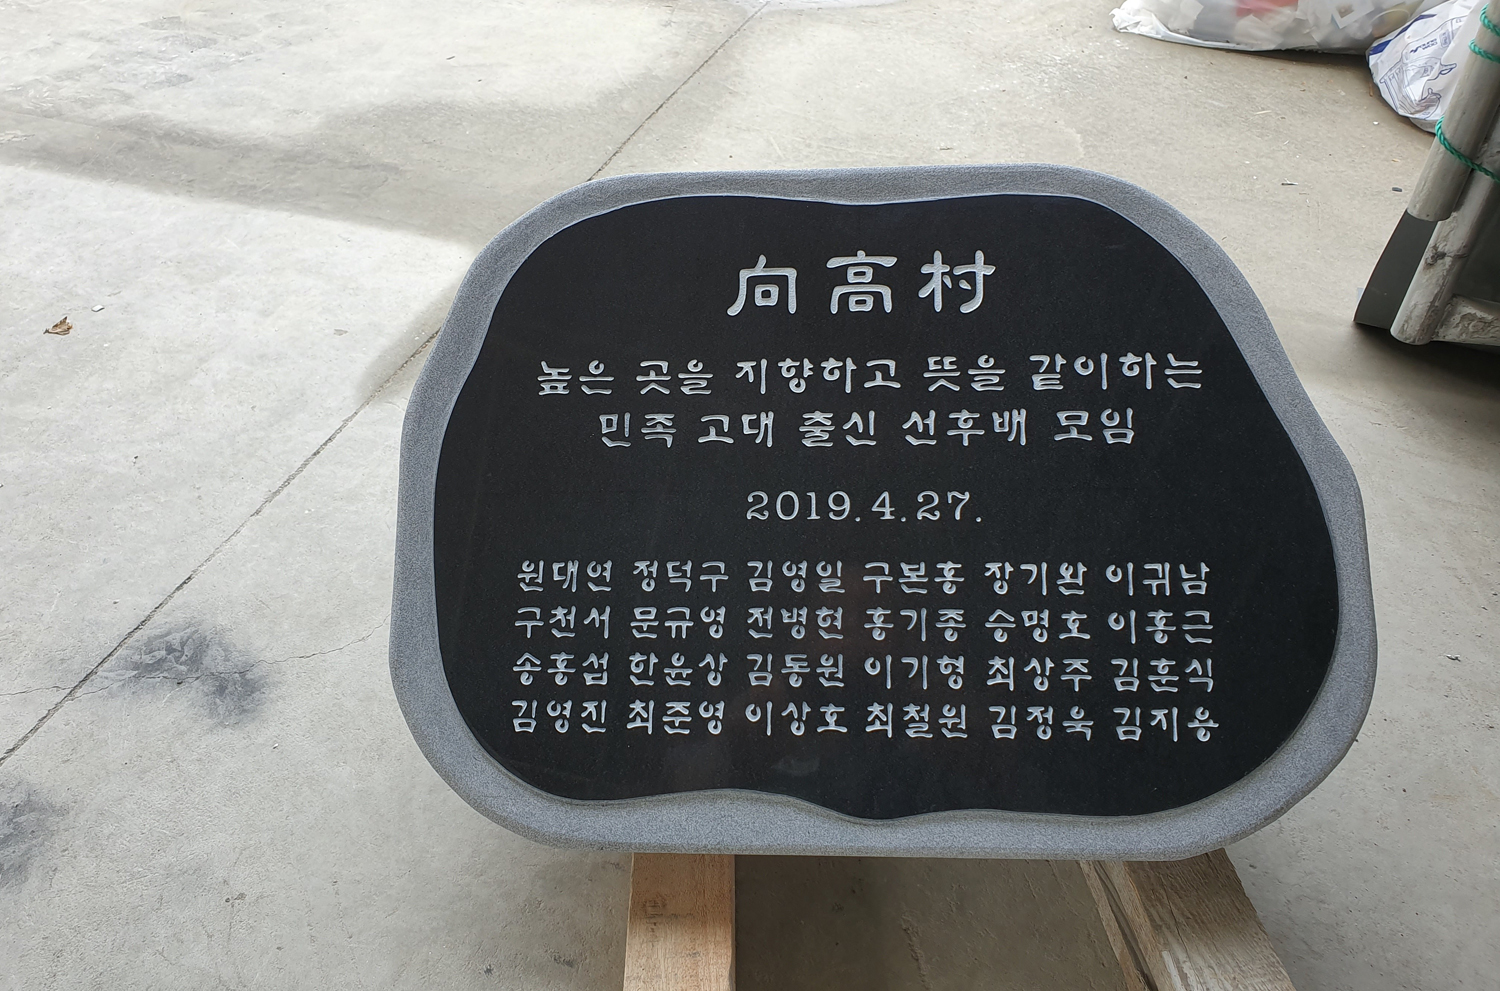 向高村
높은 곳을 지향하고 뜻을 같이하는
민족 고대 출신 선후배 모임
2019.4.27.
원대연 정덕구 김영일 구본홍 장기완 이귀남
구천서 문규영 전병현 홍기종 승명호 이홍근
송홍섭 한윤상 김동원 이기형 최상주 김훈식
김영진 최준영 이상호 최철원 김정욱 김지용